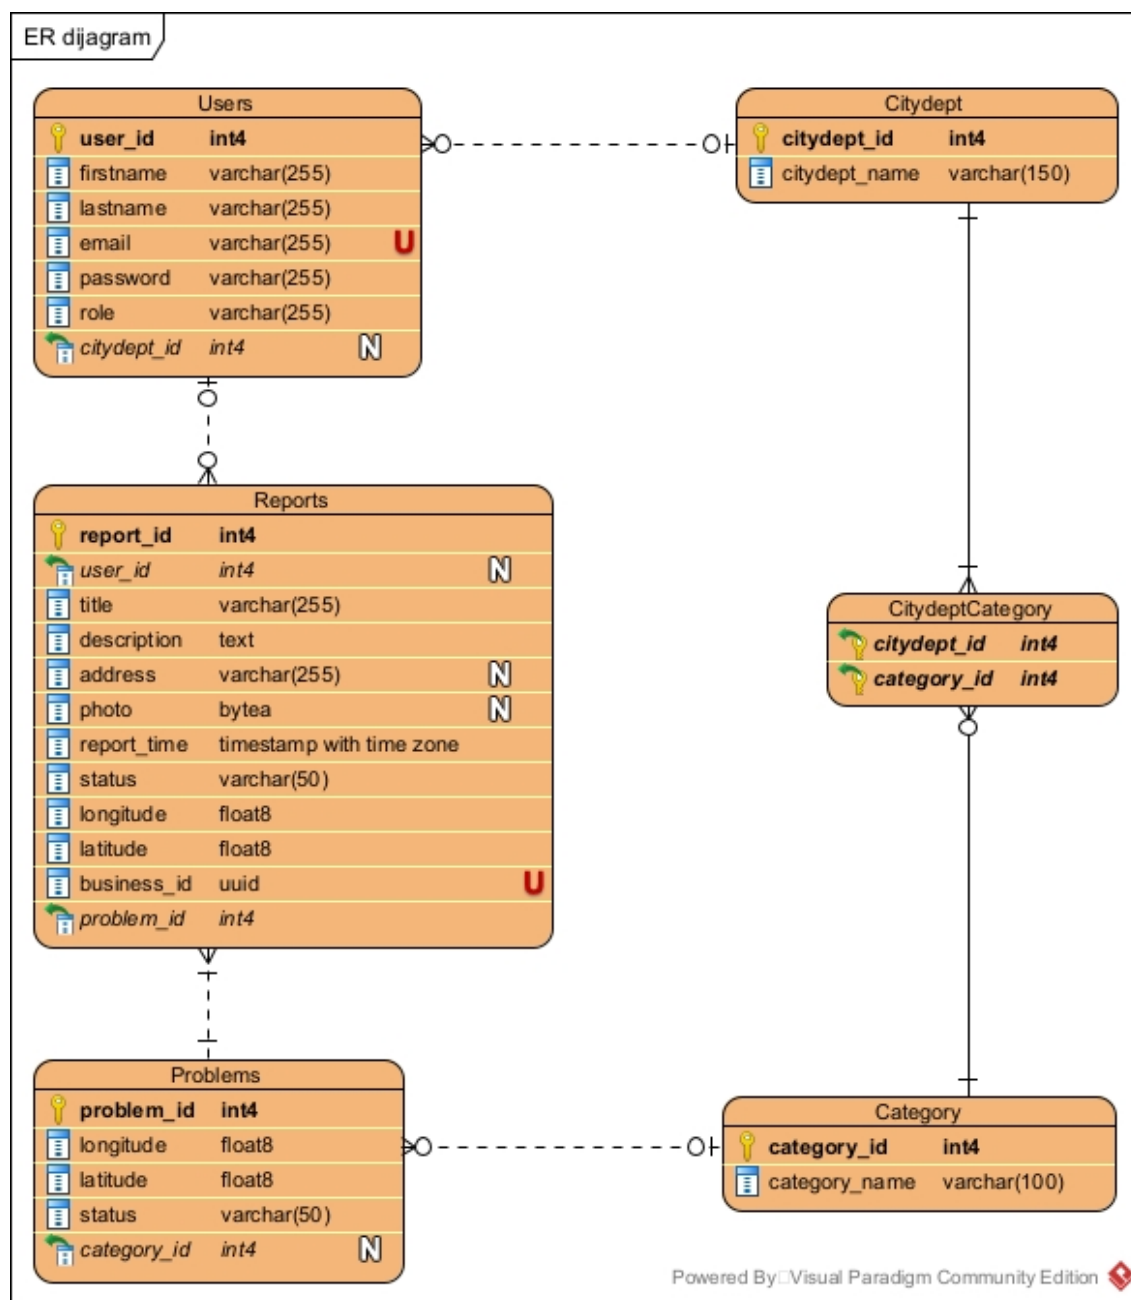 ER dijagram
Users
user_id int4
firstname varchar(255)
lastname varchar(255)
email varchar(255) U
password varchar(255)
role varchar(255)
citydept_id int4 N
Citydept
citydept_id int4
citydept_name varchar(150)
Reports
report_id int4
user_id int4 N
title varchar(255)
description text
address varchar(255) N
photo bytea N
report_time timestamp with time zone
status varchar(50)
longitude float8
latitude float8
business_id uuid U
problem_id int4
CitydeptCategory
citydept_id int4
category_id int4
Problems
problem_id int4
longitude float8
latitude float8
status varchar(50)
category_id int4 N
Category
category_id int4
category_name varchar(100)
Powered By Visual Paradigm Community Edition